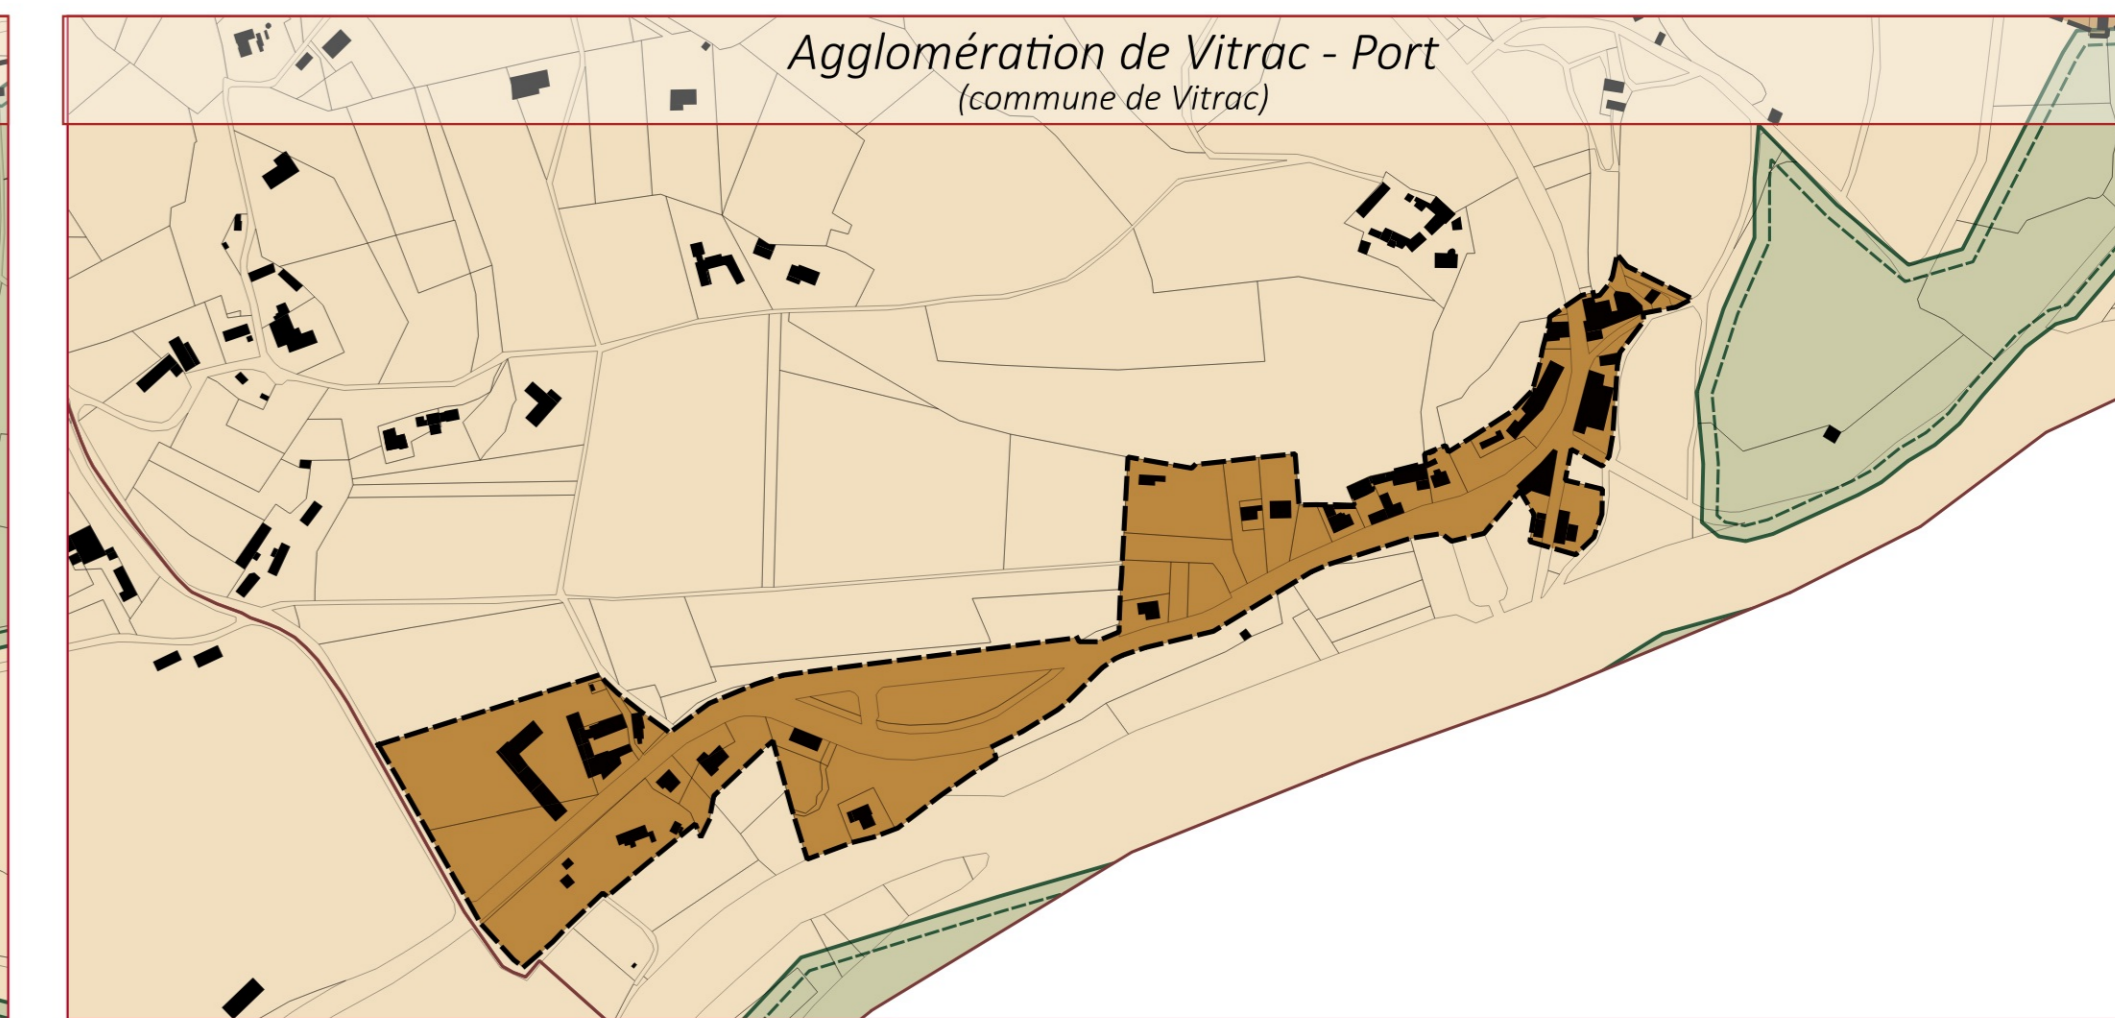 Agglomération de Vitrac - Port
(commune de Vitrac)